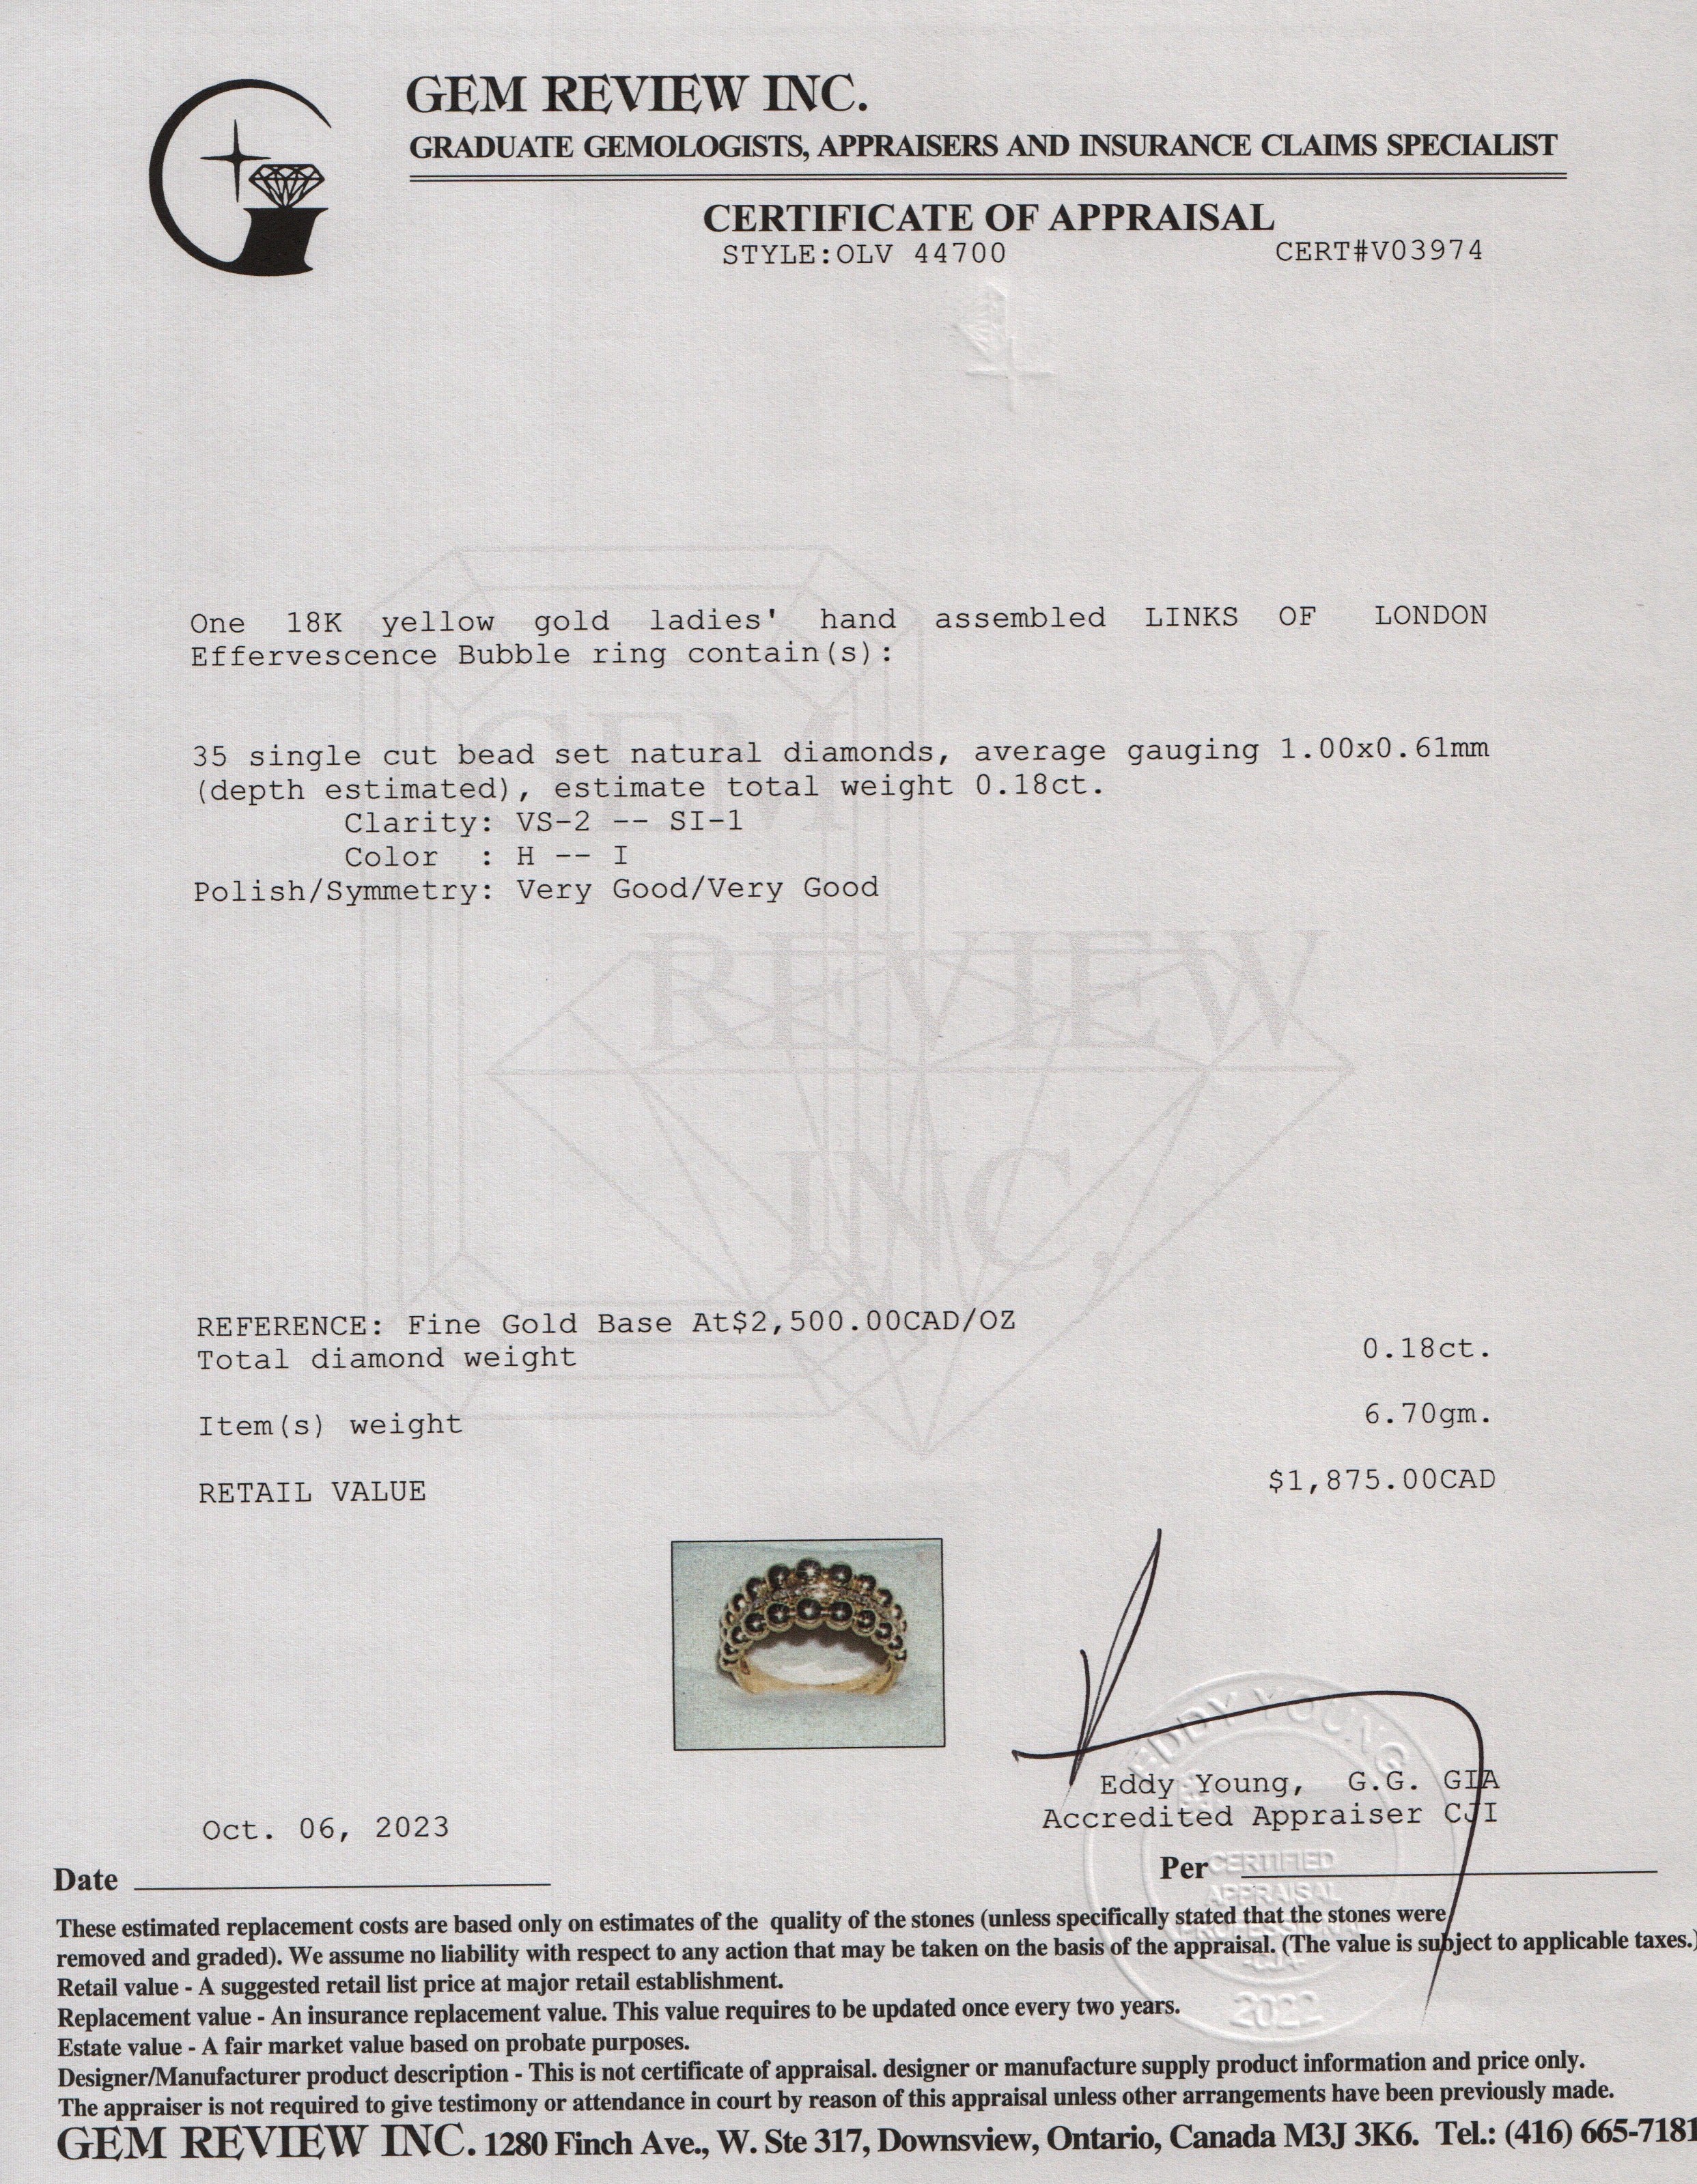 GEM REVIEW INC.
GRADUATE GEMOLOGISTS, APPRAISERS AND INSURANCE CLAIMS SPECIALIST
CERTIFICATE OF APPRAISAL
STYLE:OLV 44700 CERT#V03974
One 18K yellow gold ladies' hand assembled LINKS OF LONDON
Effervescence Bubble ring contain(s):
35 single cut bead set natural diamonds, average gauging 1.00x0.61mm
(depth estimated), estimate total weight 0.18ct.
Clarity: VS-2 -- SI-1
Color : H -- I
Polish/Symmetry: Very Good/Very Good
GEM
REVIEW
INC.
REFERENCE: Fine Gold Base At$2,500.00CAD/OZ
Total diamond weight 0.18ct.
Item(s) weight 6.70gm.
RETAIL VALUE $1,875.00CAD
EDDY YOUNG
Eddy Young, G.G. GIA
Accredited Appraiser CJI
Oct. 06, 2023
Date
Per
CERTIFIED
APPRAISAL
PROFESSIONAL
2022
These estimated replacement costs are based only on estimates of the quality of the stones (unless specifically stated that the stones were
removed and graded). We assume no liability with respect to any action that may be taken on the basis of the appraisal. (The value is subject to applicable taxes.)
Retail value - A suggested retail list price at major retail establishment.
Replacement value - An insurance replacement value. This value requires to be updated once every two years.
Estate value - A fair market value based on probate purposes.
Designer/Manufacturer product description - This is not certificate of appraisal. designer or manufacture supply product information and price only.
The appraiser is not required to give testimony or attendance in court by reason of this appraisal unless other arrangements have been previously made.
GEM REVIEW INC. 1280 Finch Ave., W. Ste 317, Downsview, Ontario, Canada M3J 3K6. Tel.: (416) 665-7181